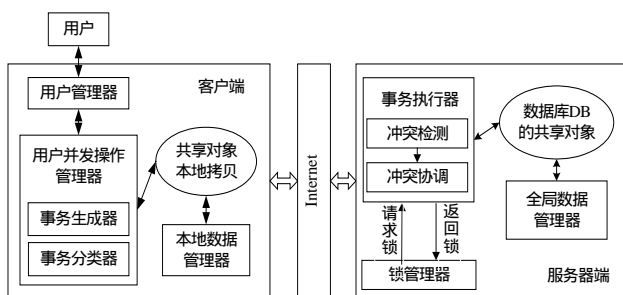 用户
用户管理器
客户端
用户并发操作
管理器
事务生成器
事务分类器
共享对象
本地拷贝
本地数据
管理器
Internet
事务执行器
冲突检测
冲突协调
请求锁
返回锁
锁管理器
数据库DB
的共享对象
全局数据
管理器
服务器端